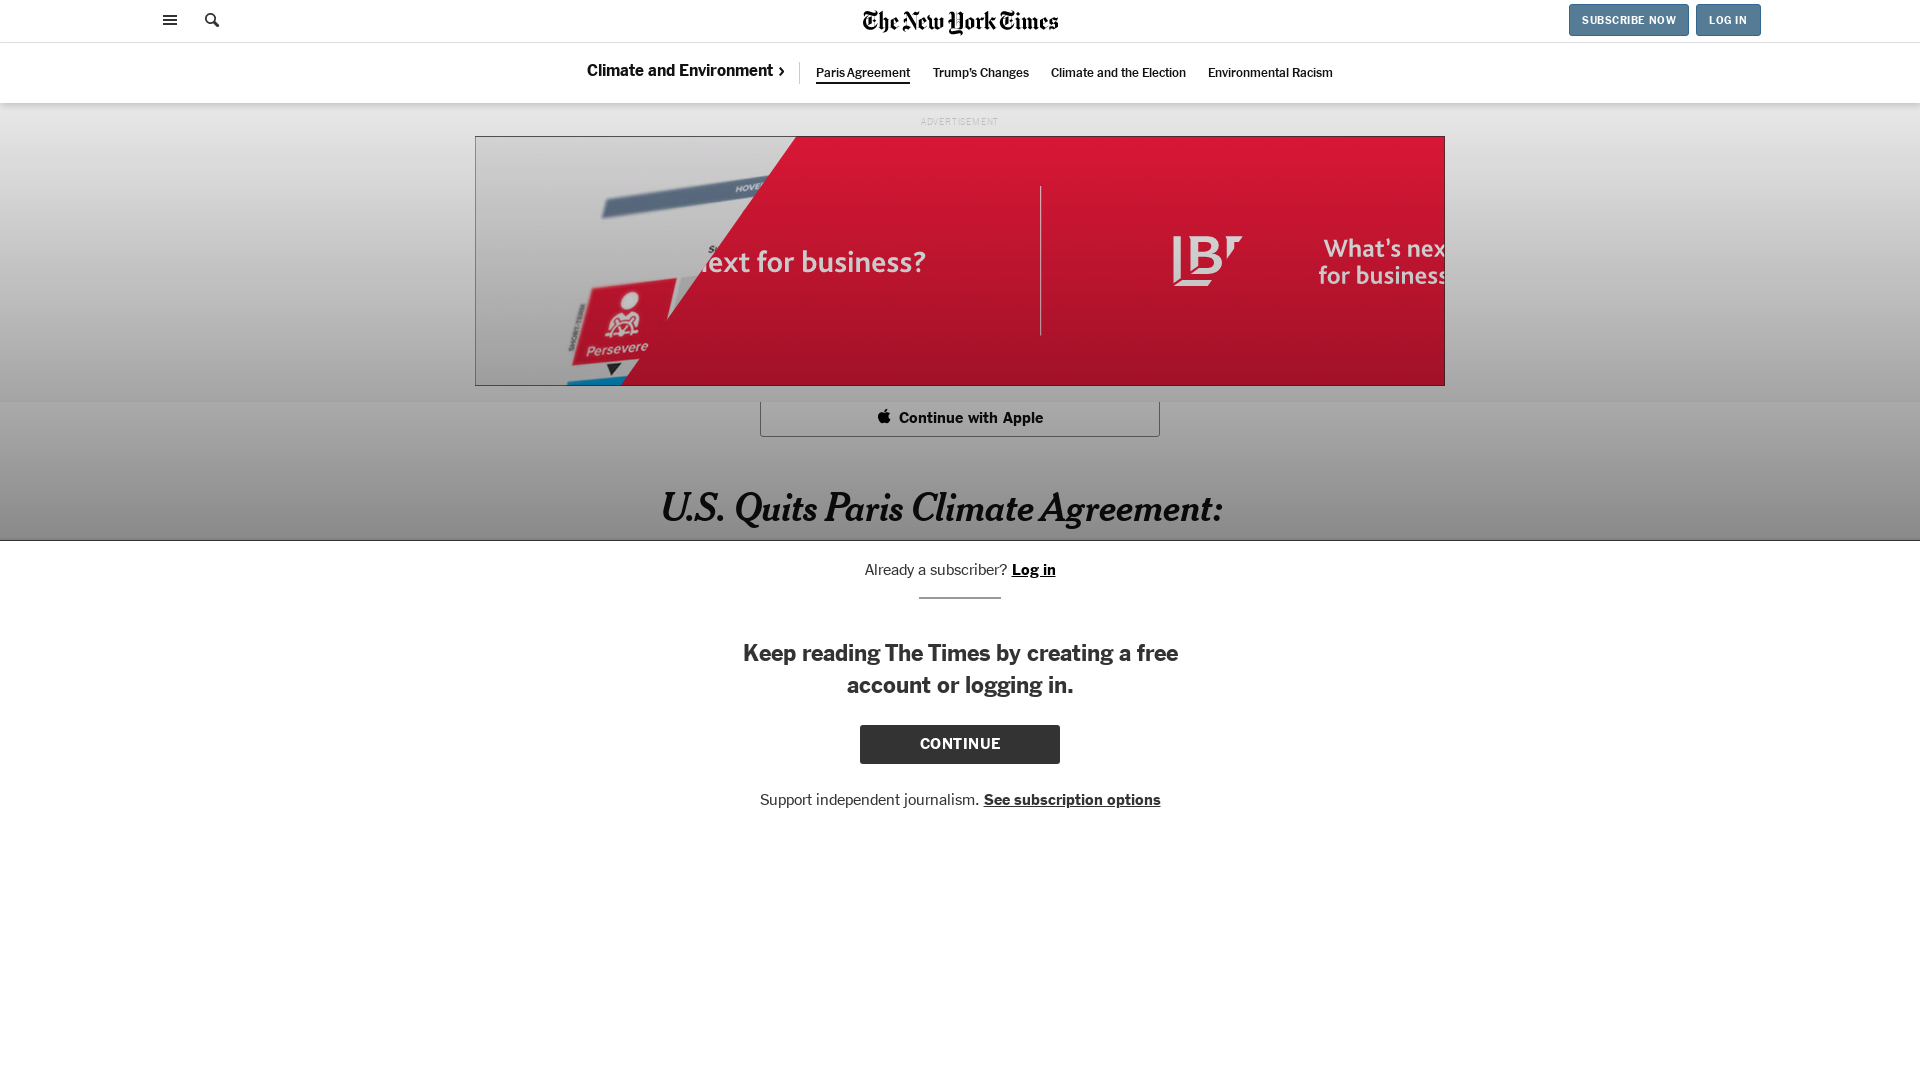 The New York Times
SUBSCRIBE NOW
LOG IN
Climate and Environment ›
Paris Agreement
Trump's Changes
Climate and the Election
Environmental Racism
ADVERTISEMENT
next for business?
What's nex
for business
Persevere
SHORT-TERM
Continue with Apple
U.S. Quits Paris Climate Agreement:
Already a subscriber? Log in
Keep reading The Times by creating a free
account or logging in.
CONTINUE
Support independent journalism. See subscription options